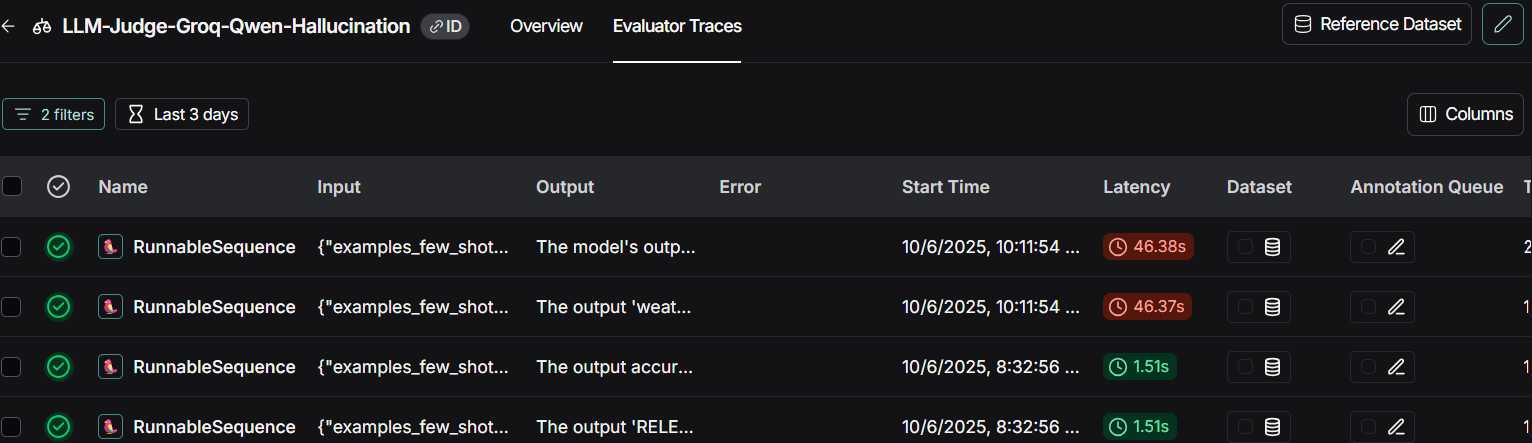 LLM-Judge-Groq-Qwen-Hallucination ID Overview Evaluator Traces Reference Dataset
2 filters Last 3 days Columns
Name Input Output Error Start Time Latency Dataset Annotation Queue T
RunnableSequence {"examples_few_shot... The model's outp... 10/6/2025, 10:11:54 ... 46.38s 2
RunnableSequence {"examples_few_shot... The output 'weat... 10/6/2025, 10:11:54 ... 46.37s 1
RunnableSequence {"examples_few_shot... The output accur... 10/6/2025, 8:32:56 ... 1.51s 1
RunnableSequence {"examples_few_shot... The output 'RELE... 10/6/2025, 8:32:56 ... 1.51s 1